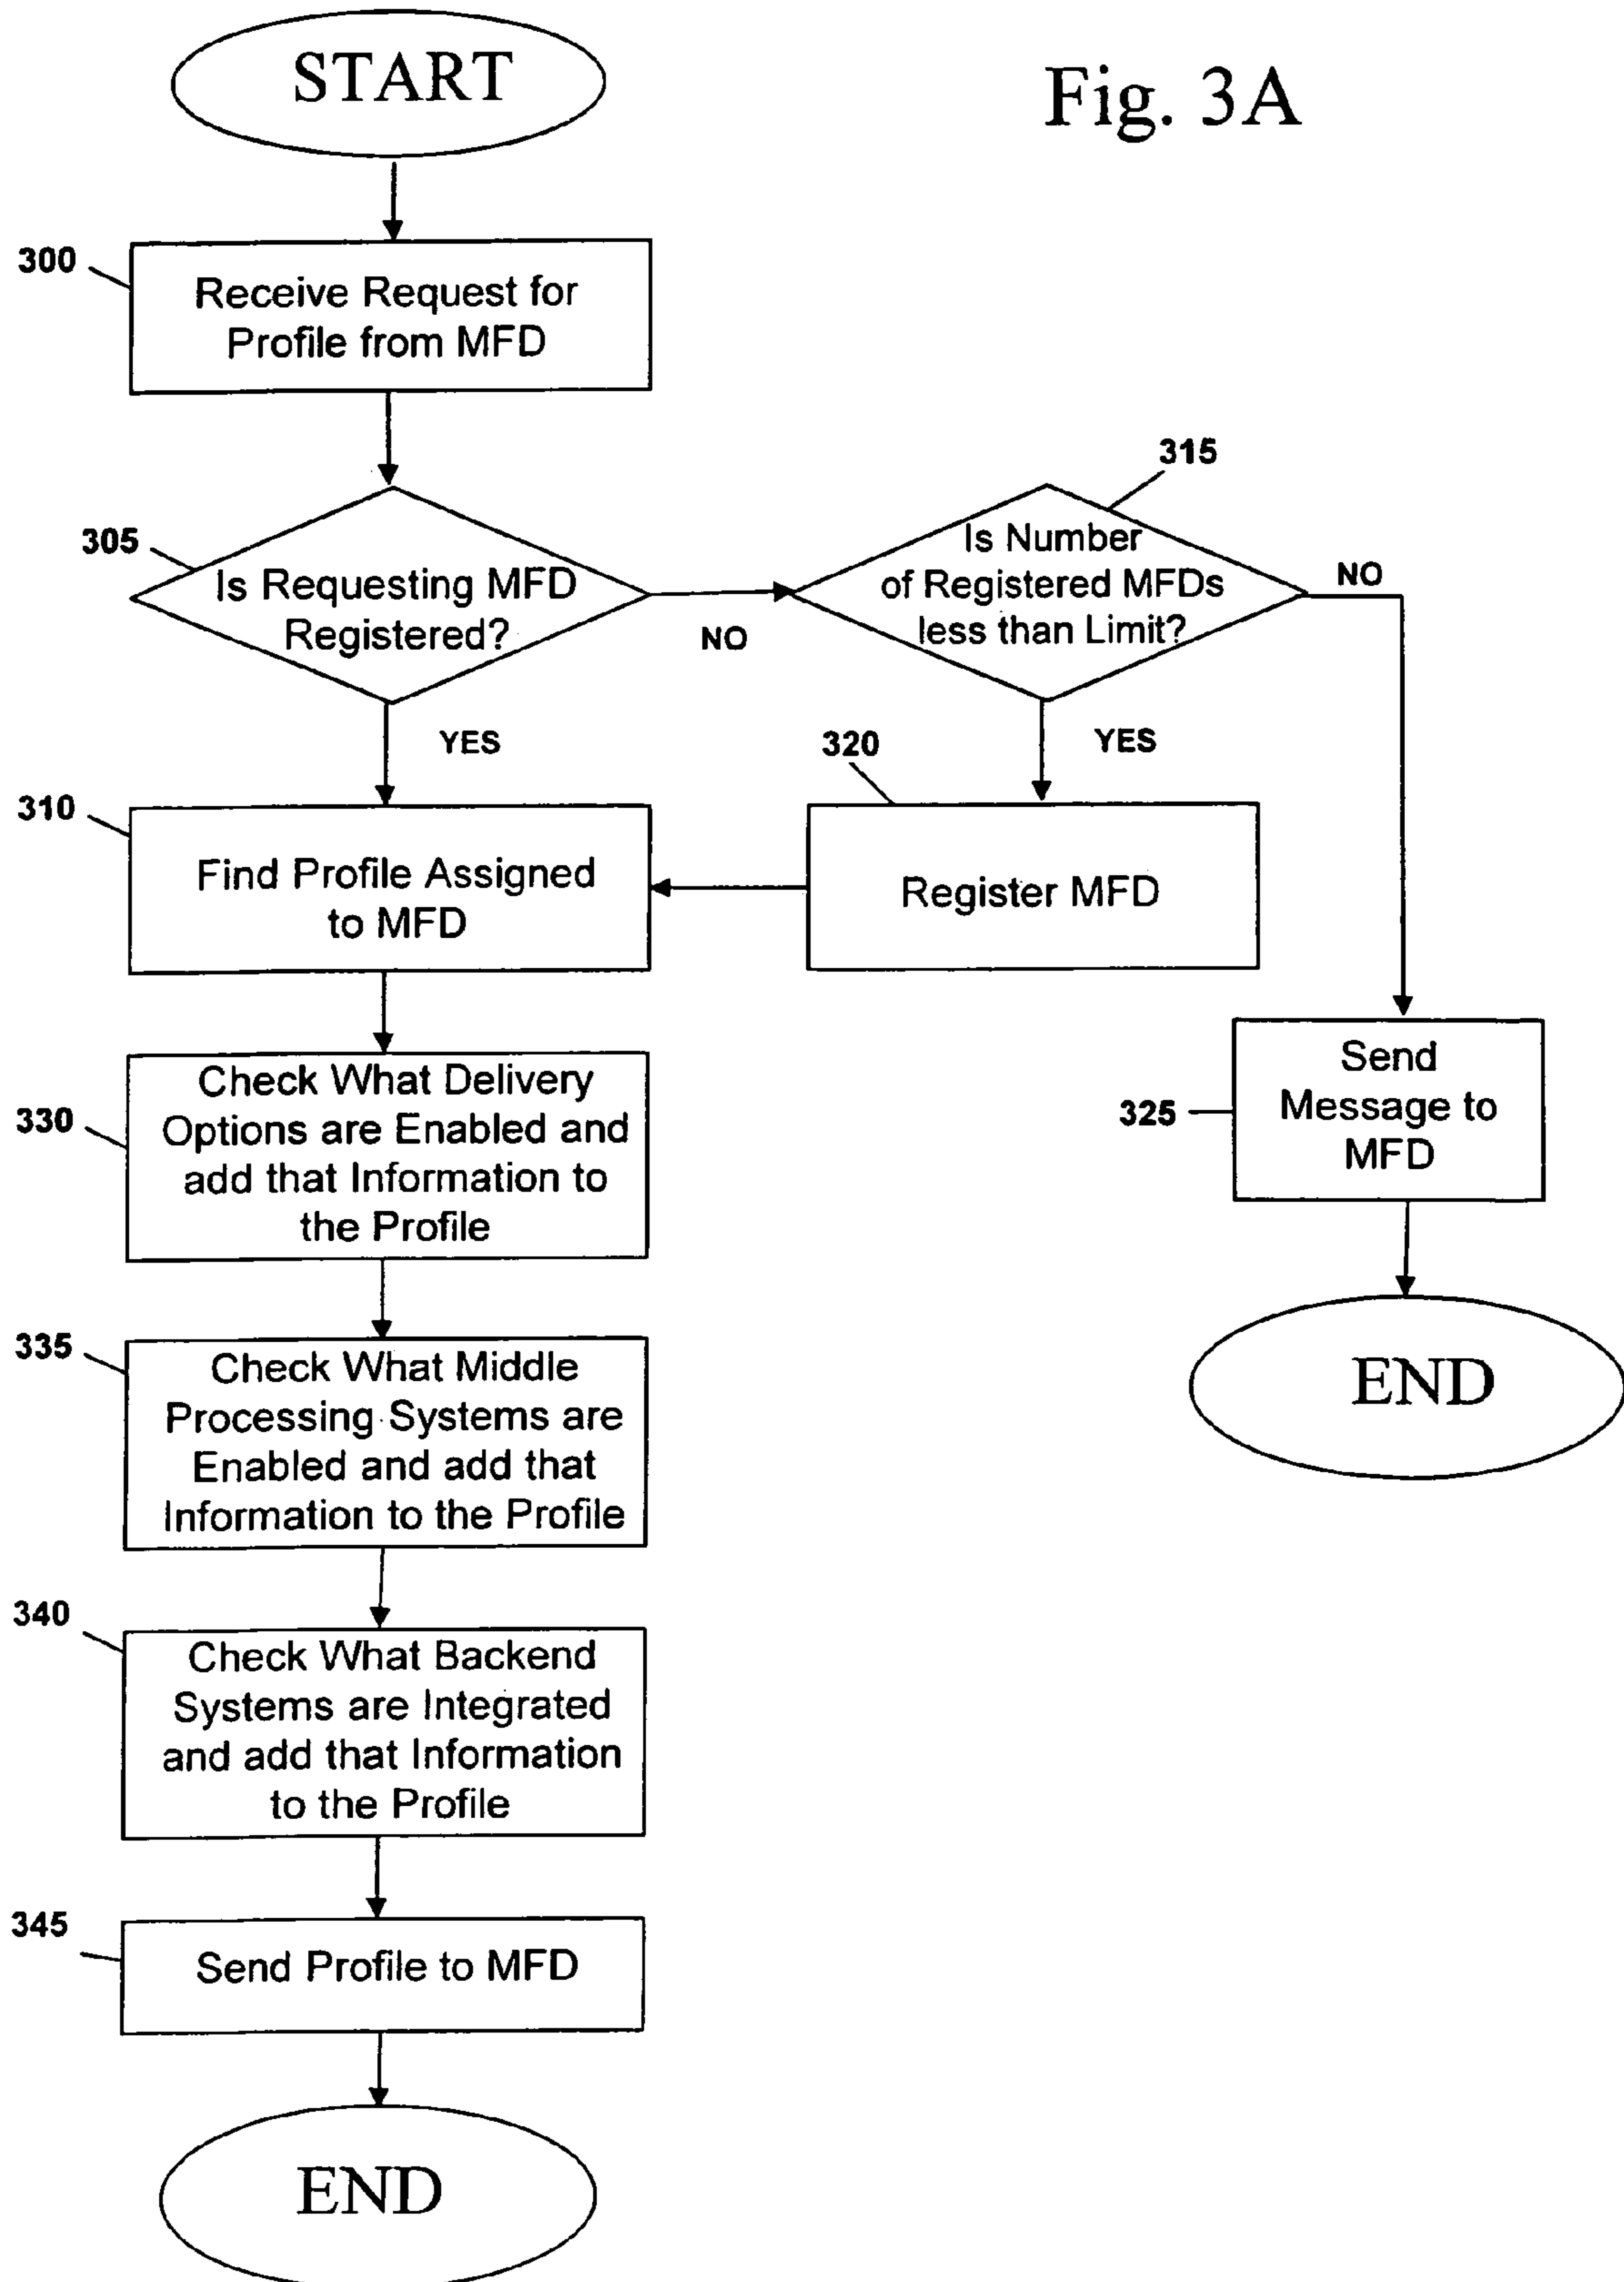 START
Fig. 3A
300
Receive Request for
Profile from MFD
315
305
Is Requesting MFD
Registered?
NO
Is Number
of Registered MFDs
less than Limit?
NO
YES
320
YES
310
Find Profile Assigned
to MFD
Register MFD
330
Check What Delivery
Options are Enabled and
add that Information to
the Profile
325
Send
Message to
MFD
335
Check What Middle
Processing Systems are
Enabled and add that
Information to the Profile
END
340
Check What Backend
Systems are Integrated
and add that Information
to the Profile
345
Send Profile to MFD
END